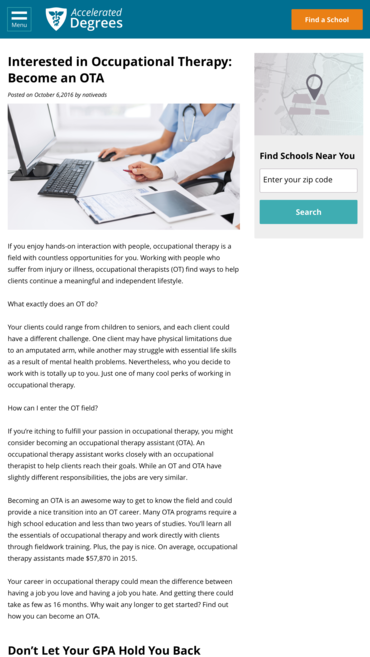 Menu
Accelerated
Degrees
Find a School
Interested in Occupational Therapy:
Become an OTA
Posted on October 6,2016 by nativeads
If you enjoy hands-on interaction with people, occupational therapy is a
field with countless opportunities for you. Working with people who
suffer from injury or illness, occupational therapists (OT) find ways to help
clients continue a meaningful and independent lifestyle.
What exactly does an OT do?
Your clients could range from children to seniors, and each client could
have a different challenge. One client may have physical limitations due
to an amputated arm, while another may struggle with essential life skills
as a result of mental health problems. Nevertheless, who you decide to
work with is totally up to you. Just one of many cool perks of working in
occupational therapy.
How can I enter the OT field?
If you're itching to fulfill your passion in occupational therapy, you might
consider becoming an occupational therapy assistant (OTA). An
occupational therapy assistant works closely with an occupational
therapist to help clients reach their goals. While an OT and OTA have
slightly different responsibilities, the jobs are very similar.
Becoming an OTA is an awesome way to get to know the field and could
provide a nice transition into an OT career. Many OTA programs require a
high school education and less than two years of studies. You'll learn all
the essentials of occupational therapy and work directly with clients
through fieldwork training. Plus, the pay is nice. On average, occupational
therapy assistants made $57,870 in 2015.
Your career in occupational therapy could mean the difference between
having a job you love and having a job you hate. And getting there could
take as few as 16 months. Why wait any longer to get started? Find out
how you can become an OTA.
Don't Let Your GPA Hold You Back
Find Schools Near You
Enter your zip code
Search